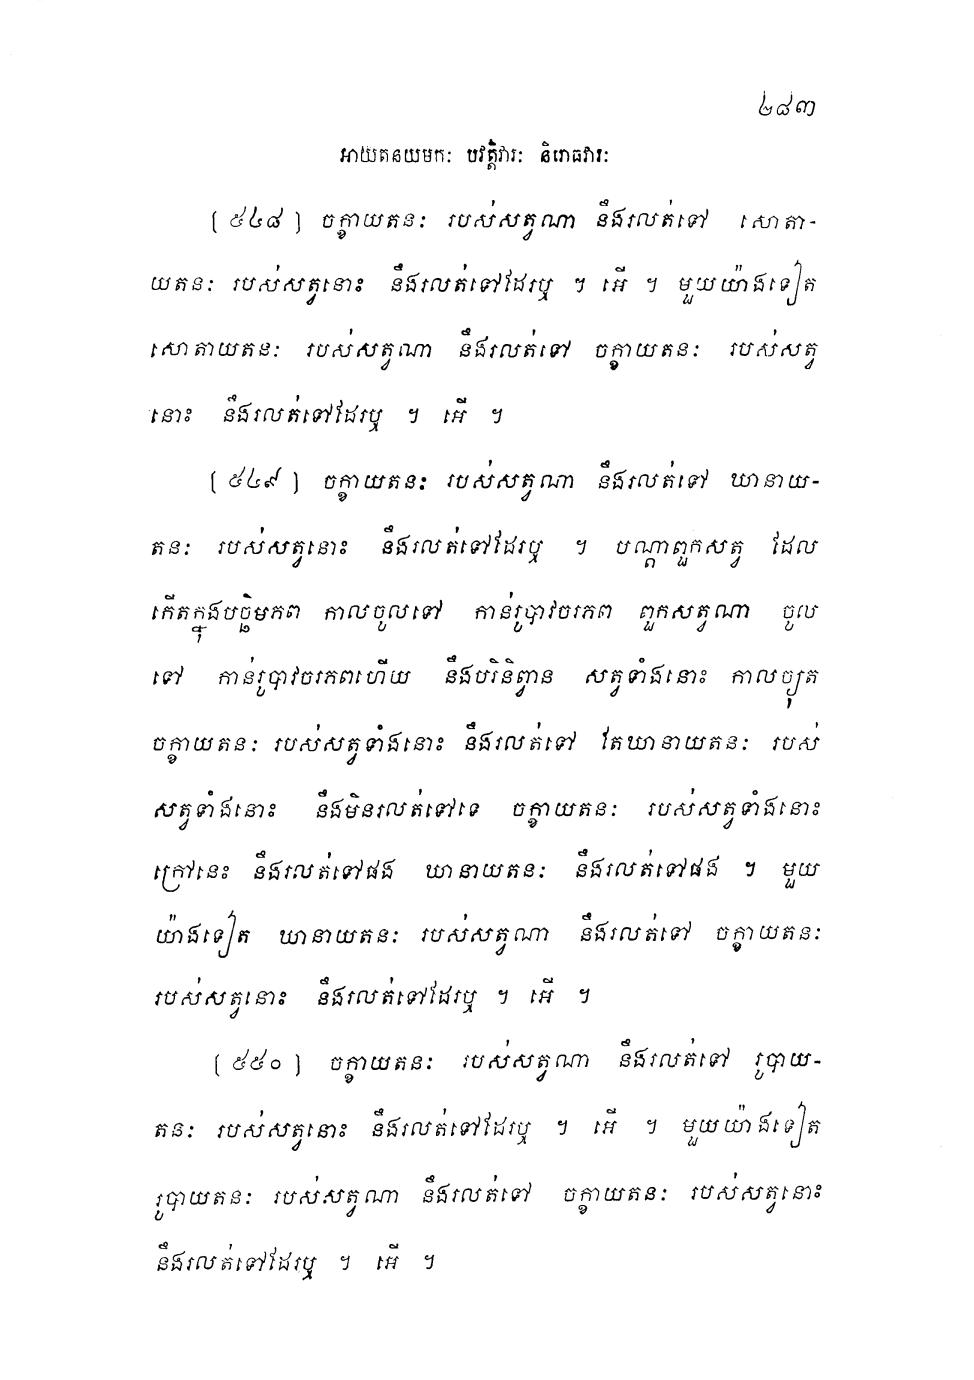 ២៨៣
អាយតនយមកៈ បវត្តិវារៈ និរោធវារៈ
[ ៥៤៨ ] ចក្ខាយតនៈ របស់សត្វណា នឹងរលត់ទៅ សោតា-
យតនៈ របស់សត្វនោះ នឹងរលត់ទៅដែរឬ ។ អើ ។ មួយយ៉ាងទៀត
សោតាយតនៈ របស់សត្វណា នឹងរលត់ទៅ ចក្ខាយតនៈ របស់សត្វ
នោះ នឹងរលត់ទៅដែរឬ ។ អើ ។
[ ៥៤៩ ] ចក្ខាយតនៈ របស់សត្វណា នឹងរលត់ទៅ ឃានាយ-
តនៈ របស់សត្វនោះ នឹងរលត់ទៅដែរឬ ។ បណ្តាពួកសត្វ ដែល
កើតក្នុងបច្ឆិមភព កាលចូលទៅ កាន់រូបាវចរភព ពួកសត្វណា ចូល
ទៅ កាន់រូបាវចរភពហើយ នឹងបរិនិព្វាន សត្វទាំងនោះ កាលច្យុត
ចក្ខាយតនៈ របស់សត្វទាំងនោះ នឹងរលត់ទៅ តែឃានាយតនៈ របស់
សត្វទាំងនោះ នឹងមិនរលត់ទៅទេ ចក្ខាយតនៈ របស់សត្វទាំងនោះ
ក្រៅនេះ នឹងរលត់ទៅផង ឃានាយតនៈ នឹងរលត់ទៅផង ។ មួយ
យ៉ាងទៀត ឃានាយតនៈ របស់សត្វណា នឹងរលត់ទៅ ចក្ខាយតនៈ
របស់សត្វនោះ នឹងរលត់ទៅដែរឬ ។ អើ ។
[ ៥៥០ ] ចក្ខាយតនៈ របស់សត្វណា នឹងរលត់ទៅ រូបាយ-
តនៈ របស់សត្វនោះ នឹងរលត់ទៅដែរឬ ។ អើ ។ មួយយ៉ាងទៀត
រូបាយតនៈ របស់សត្វណា នឹងរលត់ទៅ ចក្ខាយតនៈ របស់សត្វនោះ
នឹងរលត់ទៅដែរឬ ។ អើ ។